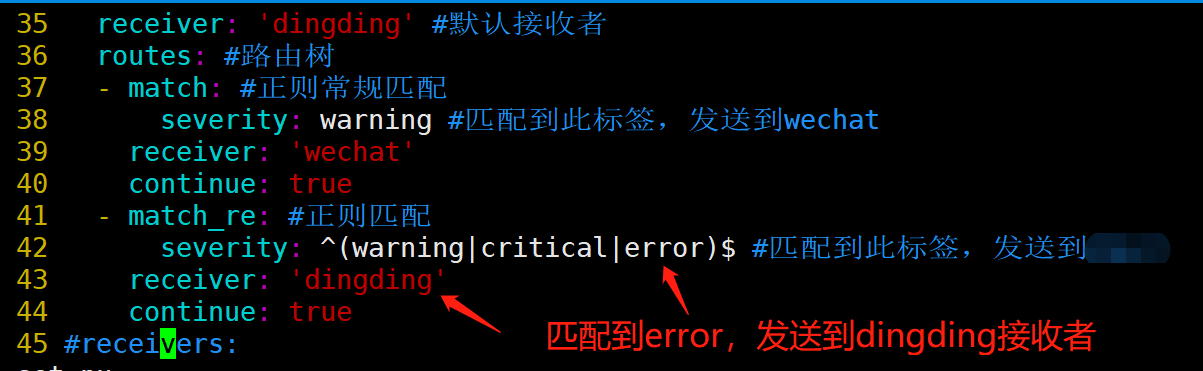 35   receiver: 'dingding' #默认接收者
36   routes: #路由树
37   - match: #正则常规匹配
38       severity: warning #匹配到此标签，发送到wechat
39     receiver: 'wechat'
40     continue: true
41   - match_re: #正则匹配
42       severity: ^(warning|critical|error)$ #匹配到此标签，发送到
43     receiver: 'dingding'
44     continue: true
匹配到error，发送到dingding接收者
45 #receivers: